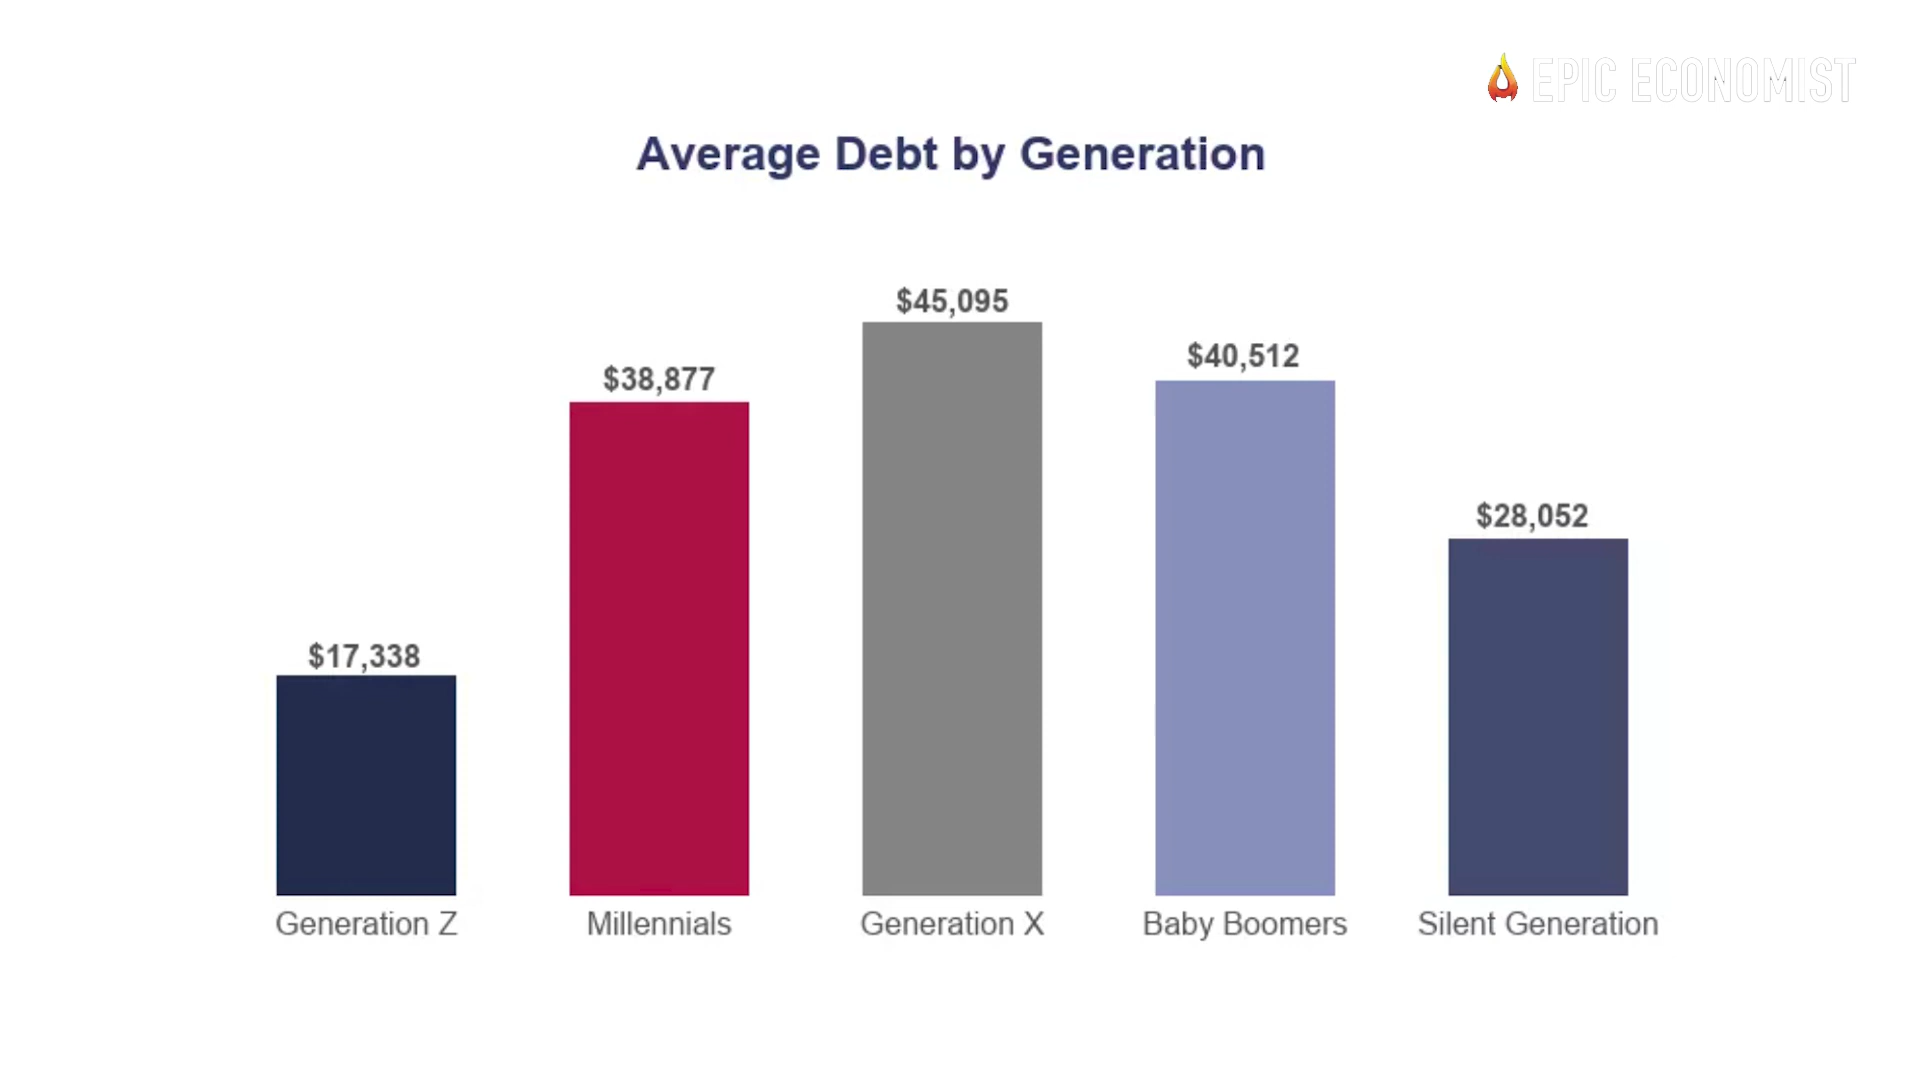 EPIC ECONOMIST
Average Debt by Generation
$45,095
$40,512
$38,877
$28,052
$17,338
Generation Z
Millennials
Generation X
Baby Boomers
Silent Generation